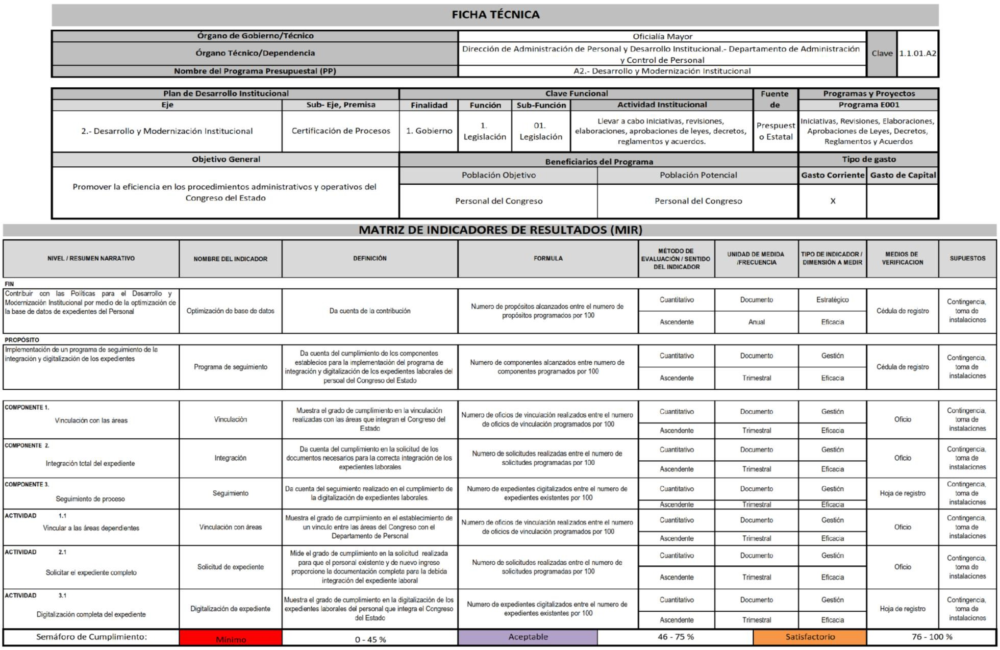 FICHA TÉCNICA
Órgano de Gobierno/Técnico
Oficialía Mayor
Clave
1.1.01.A2
Órgano Técnico/Dependencia
Dirección de Administración de Personal y Desarrollo Institucional.- Departamento de Administración
y Control de Personal
Nombre del Programa Presupuestal (PP)
A2.- Desarrollo y Modernización Institucional
Plan de Desarrollo Institucional
Clave Funcional
Fuente
de
Programas y Proyectos
Eje
Sub- Eje, Premisa
Finalidad
Función
Sub-Función
Actividad Institucional
Programa E001
2.- Desarrollo y Modernización Institucional
Certificación de Procesos
1. Gobierno
1.
Legislación
01.
Legislación
Llevar a cabo iniciativas, revisiones,
elaboraciones, aprobaciones de leyes, decretos,
reglamentos y acuerdos.
Prespuest
o Estatal
Iniciativas, Revisiones, Elaboraciones,
Aprobaciones de Leyes, Decretos,
Reglamentos y Acuerdos
Objetivo General
Beneficiarios del Programa
Tipo de gasto
Promover la eficiencia en los procedimientos administrativos y operativos del
Congreso del Estado
Población Objetivo
Población Potencial
Gasto Corriente
Gasto de Capital
Personal del Congreso
Personal del Congreso
X
MATRIZ DE INDICADORES DE RESULTADOS (MIR)
NIVEL / RESUMEN NARRATIVO
NOMBRE DEL INDICADOR
DEFINICIÓN
FORMULA
MÉTODO DE
EVALUACIÓN / SENTIDO
DEL INDICADOR
UNIDAD DE MEDIDA
/FRECUENCIA
TIPO DE INDICADOR /
DIMENSIÓN A MEDIR
MEDIOS DE
VERIFICACION
SUPUESTOS
FIN
Contribuir con las Políticas para el Desarrollo y
Modernización Institucional por medio de la optimización de
la base de datos de expedientes del Personal
Optimización de base de datos
Da cuenta de la contribución
Numero de propósitos alcanzados entre el numero de
propósitos programados por 100
Cuantitativo
Documento
Estratégico
Ascendente
Anual
Eficacia
Cédula de registro
Contingencia,
toma de
instalaciones
PROPÓSITO
Implementación de un programa de seguimiento de la
integración y digitalización de los expedientes
Programa de seguimiento
Da cuenta del cumplimiento de los componentes
establecios para la implementación del programa de
integración y digitalización de los expedientes laborales del
persoal del Congreso del Estado
Numero de componentes alcanzados entre numero de
componentes programados por 100
Cuantitativo
Documento
Gestión
Ascendente
Trimestral
Eficacia
Cédula de registro
Contingencia,
toma de
instalaciones
COMPONENTE 1.
Vinculación con las áreas
Vinculación
Muestra el grado de cumplimiento en la vinculación
realizadas con las áreas que integran el Congreso del
Estado
Numero de oficios de vinculación realizados entre el numero
de oficios de vinculación programados por 100
Cuantitativo
Documento
Gestión
Ascendente
Trimestral
Eficacia
Oficio
Contingencia,
toma de
instalaciones
COMPONENTE 2.
Integración total del expediente
Integración
Da cuenta del cumplimiento en la solicitud de los
documentos necesarios para la correcta integración de los
expedientes laborales
Numero de solicitudes realizadas entre el numero de
solicitudes programadas por 100
Cuantitativo
Documento
Gestión
Ascendente
Trimestral
Eficacia
Oficio
Contingencia,
toma de
instalaciones
COMPONENTE 3.
Seguimiento de proceso
Seguimiento
Da cuenta del seguimiento realizado en el cumplimiento de
la digitalización de expedientes laborales.
Numero de expedientes digitalizados entre el numero de
expedientes existentes por 100
Cuantitativo
Documento
Gestión
Ascendente
Trimestral
Eficacia
Hoja de registro
Contingencia,
toma de
instalaciones
ACTIVIDAD 1.1
Vincular a las áreas dependientes
Vinculación con áreas
Muestra el grado de cumplimiento en el establecimiento de
un vinculo entre las áreas del Congreso con el
Departamento de Personal
Numero de oficios de vinculación realizados entre el numero
de oficios de vinculación programados por 100
Cuantitativo
Documento
Gestión
Ascendente
Trimestral
Eficacia
Oficio
Contingencia,
toma de
instalaciones
ACTIVIDAD 2.1
Solicitar el expediente completo
Solicitud de expediente
Mide el grado de cumplimiento en la solicitud realizada
para que el personal existente y de nuevo ingreso
proporcione la documentación completa para la debida
integración del expediente laboral
Numero de solicitudes realizadas entre el numero de
solicitudes programadas por 100
Cuantitativo
Documento
Gestión
Ascendente
Trimestral
Eficacia
Oficio
Contingencia,
toma de
instalaciones
ACTIVIDAD 3.1
Digitalización completa del expediente
Digitalización de expediente
Muestra el grado de cumplimiento en la digitalización de los
expedientes laborales del personal que integra el Congreso
del Estado
Numero de expedientes digitalizados entre el numero de
expedientes existentes por 100
Cuantitativo
Documento
Gestión
Ascendente
Trimestral
Eficacia
Hoja de registro
Contingencia,
toma de
instalaciones
Semáforo de Cumplimiento:
Mínimo
0 - 45 %
Aceptable
46 - 75 %
Satisfactorio
76 - 100 %